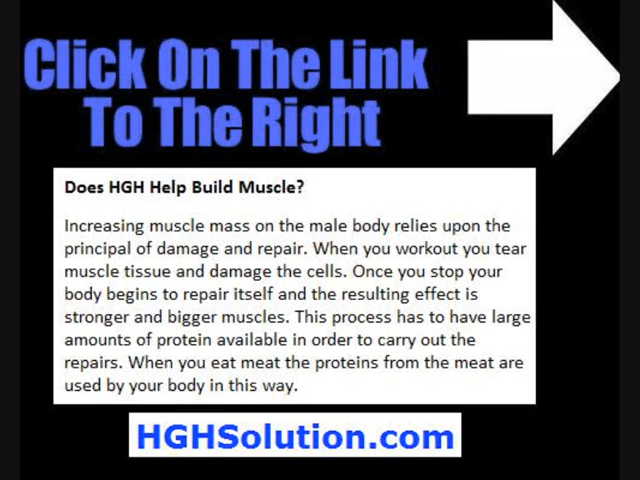 Click On The Link
To The Right
Does HGH Help Build Muscle?
Increasing muscle mass on the male body relies upon the
principal of damage and repair. When you workout you tear
muscle tissue and damage the cells. Once you stop your
body begins to repair itself and the resulting effect is
stronger and bigger muscles. This process has to have large
amounts of protein available in order to carry out the
repairs. When you eat meat the proteins from the meat are
used by your body in this way.
HGHSolution.com